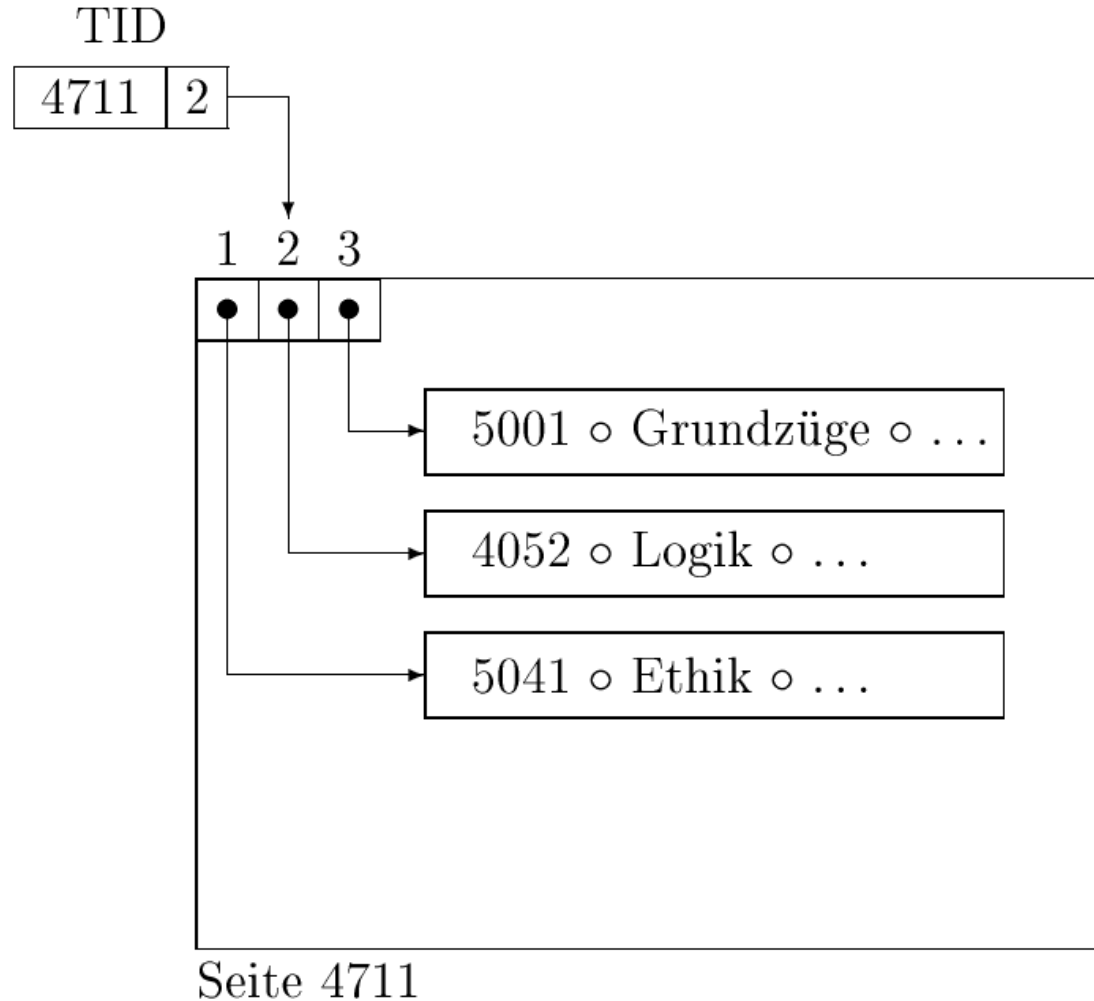 TID
4711 2
1 2 3
5001 ∘ Grundzüge ∘ ...
4052 ∘ Logik ∘ ...
5041 ∘ Ethik ∘ ...
Seite 4711